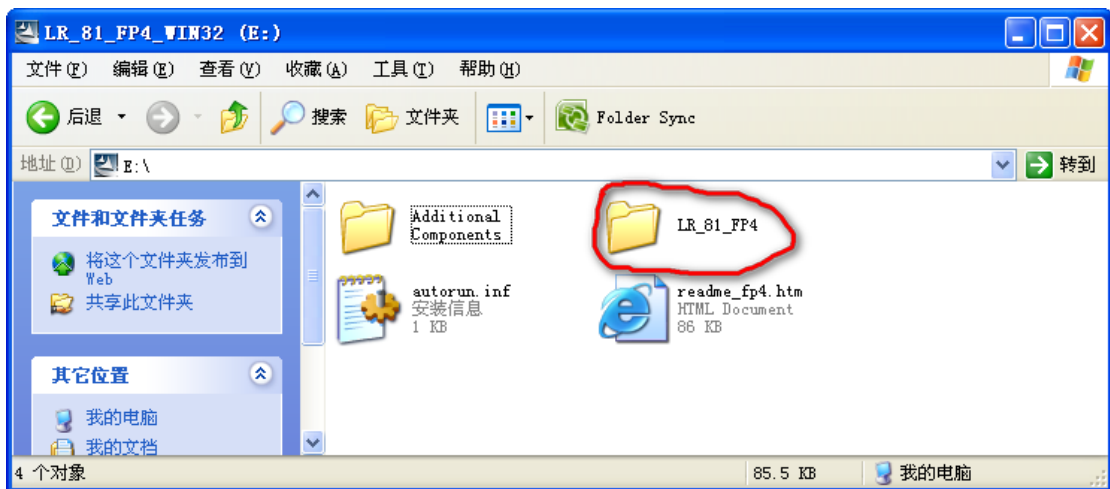 LR_81_FP4_WIN32 (E:)
文件(F) 编辑(E) 查看(V) 收藏(A) 工具(T) 帮助(H)
后退 搜索 文件夹 Folder Sync
地址(D) E:\ 转到
文件和文件夹任务
将这个文件夹发布到
Web
共享此文件夹
其它位置
我的电脑
我的文档
Additional
Components
LR_81_FP4
autorun.inf
安装信息
1 KB
readme_fp4.htm
HTML Document
86 KB
4 个对象 85.5 KB 我的电脑